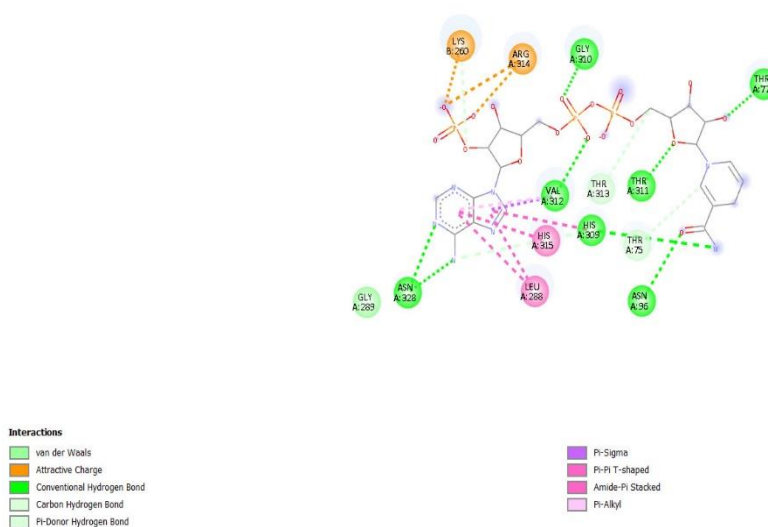 LYS
B:260
ARG
A:314
GLY
A:310
THR
A:77
VAL
A:312
THR
A:313
THR
A:311
HIS
A:315
HIS
A:309
THR
A:75
ASN
A:328
GLY
A:289
LEU
A:288
ASN
A:96
Interactions
van der Waals
Attractive Charge
Conventional Hydrogen Bond
Carbon Hydrogen Bond
Pi-Donor Hydrogen Bond
Pi-Sigma
Pi-Pi T-shaped
Amide-Pi Stacked
Pi-Alkyl